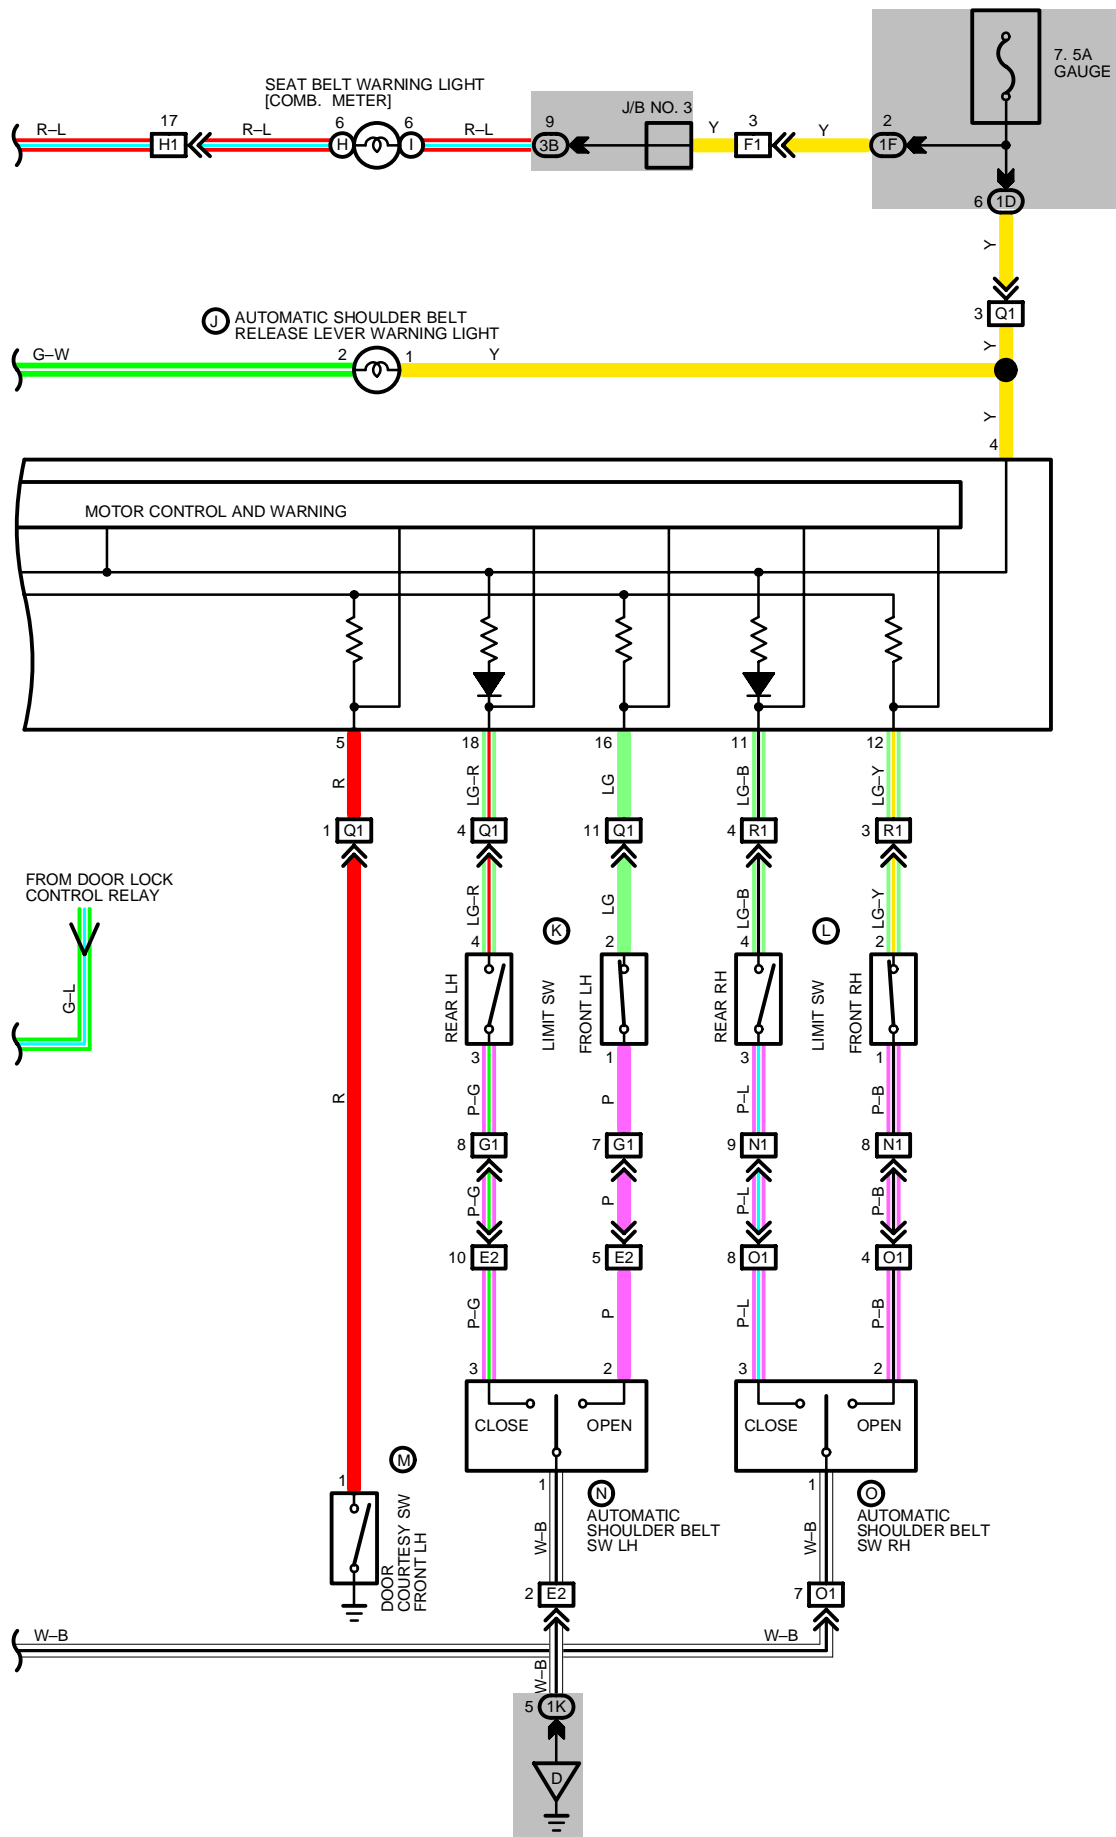 7. 5A
GAUGE
SEAT BELT WARNING LIGHT
[COMB. METER]
J/B NO. 3
R–L
17
H1
R–L
6
H
6
I
R–L
9
3B
Y
3
F1
Y
2
1F
6
1D
Y
3
Q1
Y
J
AUTOMATIC SHOULDER BELT
RELEASE LEVER WARNING LIGHT
G–W
2
1
Y
Y
4
MOTOR CONTROL AND WARNING
5
18
16
11
12
R
LG–R
LG
LG–B
LG–Y
1
Q1
4
Q1
11
Q1
4
R1
3
R1
FROM DOOR LOCK
CONTROL RELAY
G–L
LG–R
LG
LG–B
LG–Y
K
L
4
2
4
2
REAR LH
LIMIT SW
FRONT LH
REAR RH
LIMIT SW
FRONT RH
3
1
3
1
R
P–G
P
P–L
P–B
8
G1
7
G1
9
N1
8
N1
P–G
P
P–L
P–B
10
E2
5
E2
8
O1
4
O1
P–G
P
P–L
P–B
3
2
3
2
CLOSE
OPEN
CLOSE
OPEN
M
1
DOOR
COURTESY SW
FRONT LH
1
N
AUTOMATIC
SHOULDER BELT
SW LH
1
O
AUTOMATIC
SHOULDER BELT
SW RH
W–B
W–B
2
E2
7
O1
W–B
W–B
W–B
5
1K
D